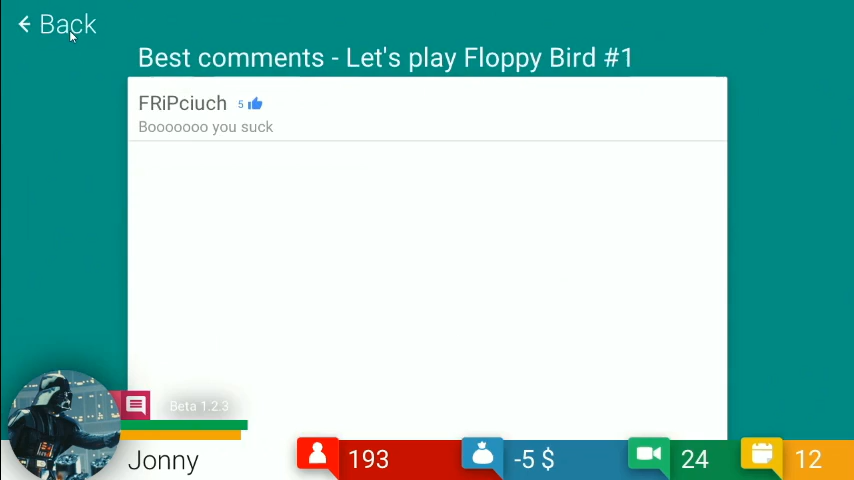 Back
Best comments - Let's play Floppy Bird #1
FRiPciuch 5
Booooooo you suck
Beta 1.2.3
Jonny
193
-5 $
24
12